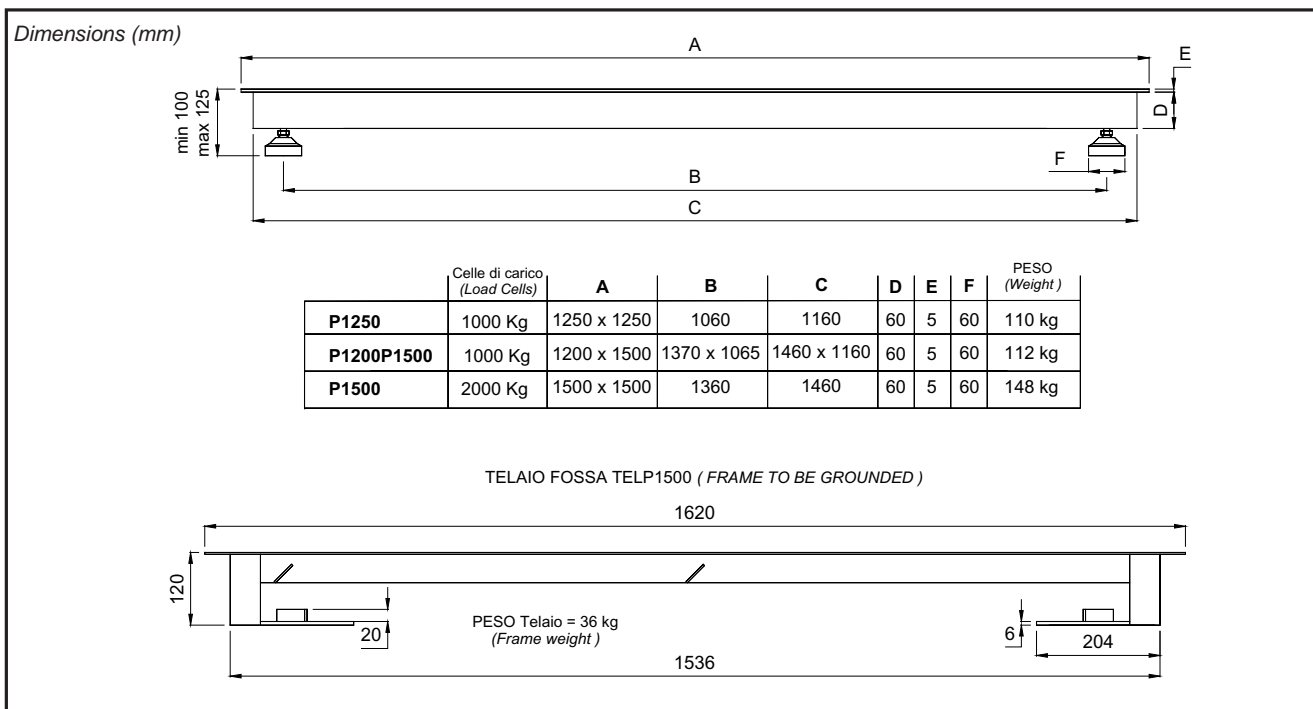 Dimensions (mm)
A
E
min 100
max 125
D
F
B
C
Celle di carico
(Load Cells)
A
B
C
D
E
F
PESO
(Weight )
P1250
1000 Kg
1250 x 1250
1060
1160
60
5
60
110 kg
P1200P1500
1000 Kg
1200 x 1500
1370 x 1065
1460 x 1160
60
5
60
112 kg
P1500
2000 Kg
1500 x 1500
1360
1460
60
5
60
148 kg
TELAIO FOSSA TELP1500 ( FRAME TO BE GROUNDED )
1620
120
20
PESO Telaio = 36 kg
(Frame weight )
6
204
1536